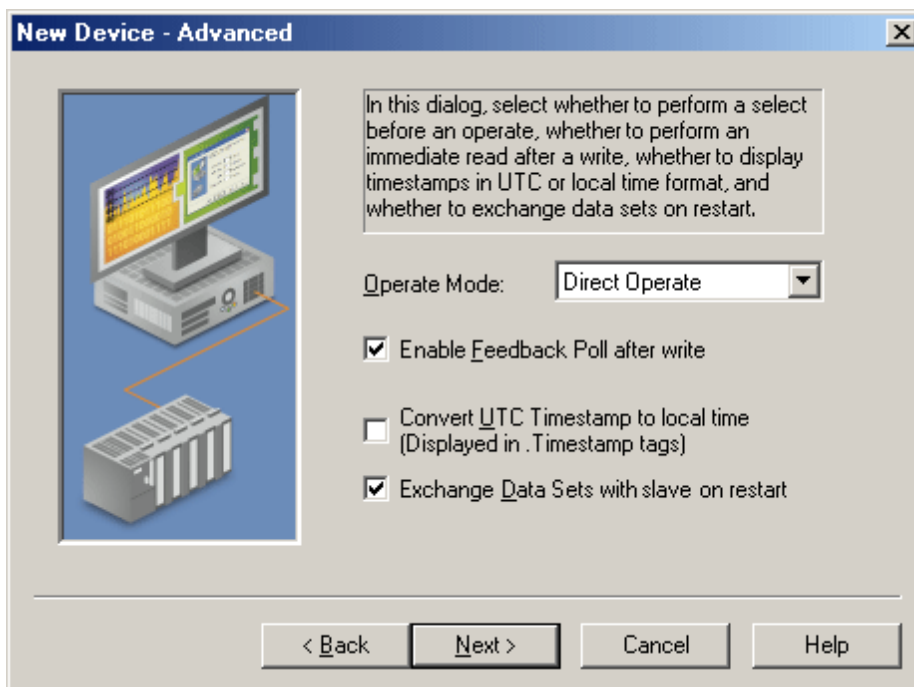 New Device - Advanced
In this dialog, select whether to perform a select
before an operate, whether to perform an
immediate read after a write, whether to display
timestamps in UTC or local time format, and
whether to exchange data sets on restart.
Operate Mode: Direct Operate
Enable Feedback Poll after write
Convert UTC Timestamp to local time
(Displayed in .Timestamp tags)
Exchange Data Sets with slave on restart
< Back Next > Cancel Help